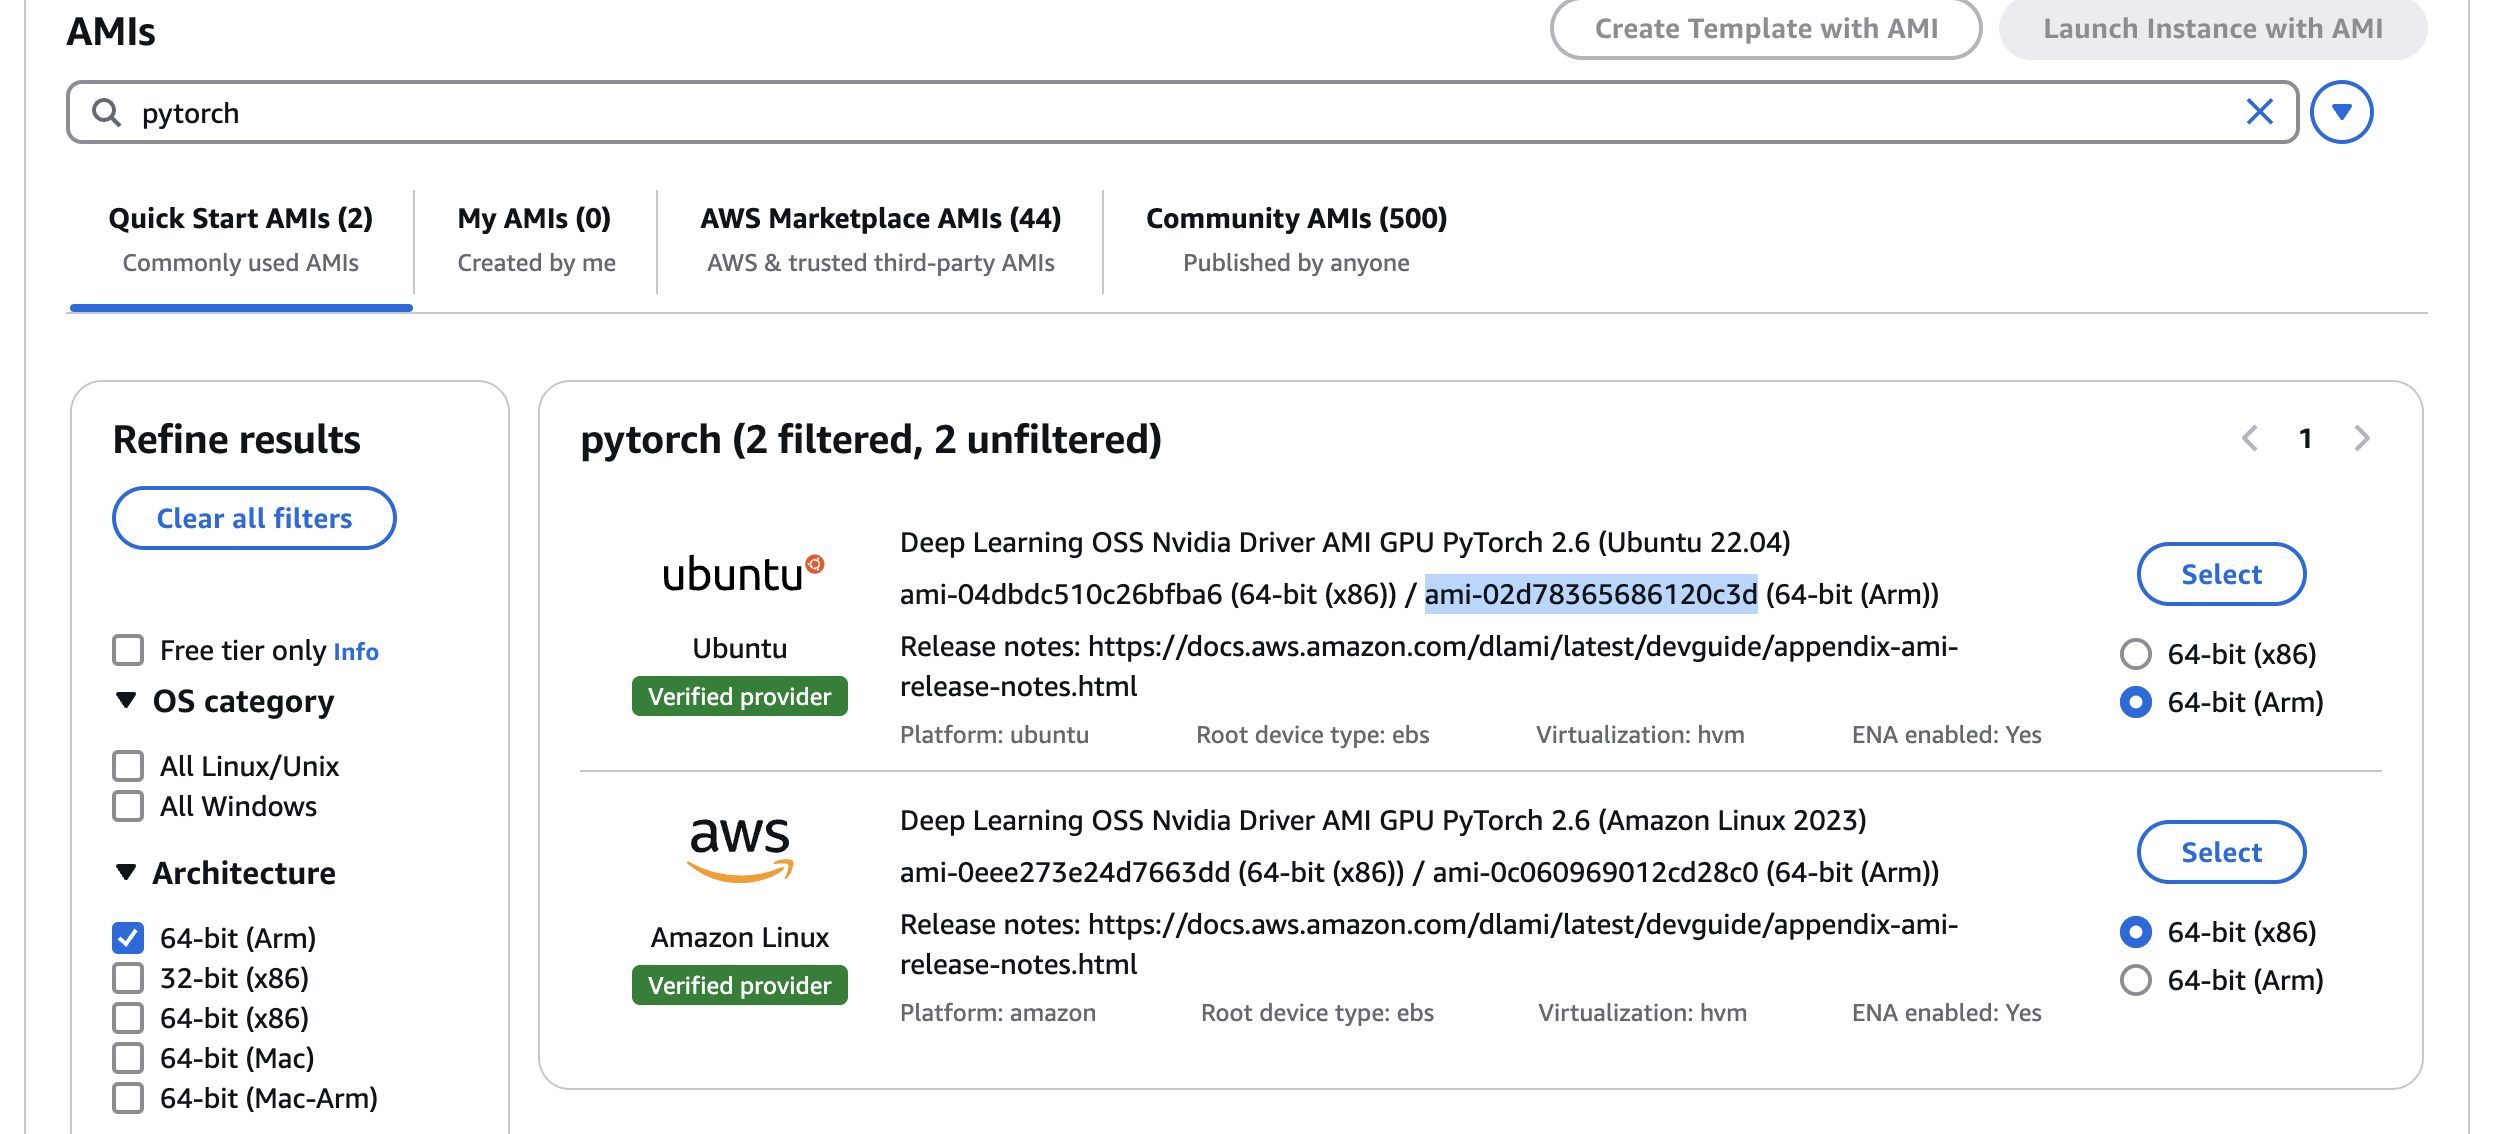 AMIs
Create Template with AMI
Launch Instance with AMI
pytorch
Quick Start AMIs (2)
Commonly used AMIs
My AMIs (0)
Created by me
AWS Marketplace AMIs (44)
AWS & trusted third-party AMIs
Community AMIs (500)
Published by anyone
Refine results
Clear all filters
Free tier only Info
OS category
All Linux/Unix
All Windows
Architecture
64-bit (Arm)
32-bit (x86)
64-bit (x86)
64-bit (Mac)
64-bit (Mac-Arm)
pytorch (2 filtered, 2 unfiltered)
1
ubuntu
Ubuntu
Verified provider
Deep Learning OSS Nvidia Driver AMI GPU PyTorch 2.6 (Ubuntu 22.04)
ami-04dbdc510c26bfba6 (64-bit (x86)) / ami-02d78365686120c3d (64-bit (Arm))
Release notes: https://docs.aws.amazon.com/dlami/latest/devguide/appendix-ami-
release-notes.html
Platform: ubuntu
Root device type: ebs
Virtualization: hvm
ENA enabled: Yes
Select
64-bit (x86)
64-bit (Arm)
aws
Amazon Linux
Verified provider
Deep Learning OSS Nvidia Driver AMI GPU PyTorch 2.6 (Amazon Linux 2023)
ami-0eee273e24d7663dd (64-bit (x86)) / ami-0c060969012cd28c0 (64-bit (Arm))
Release notes: https://docs.aws.amazon.com/dlami/latest/devguide/appendix-ami-
release-notes.html
Platform: amazon
Root device type: ebs
Virtualization: hvm
ENA enabled: Yes
Select
64-bit (x86)
64-bit (Arm)